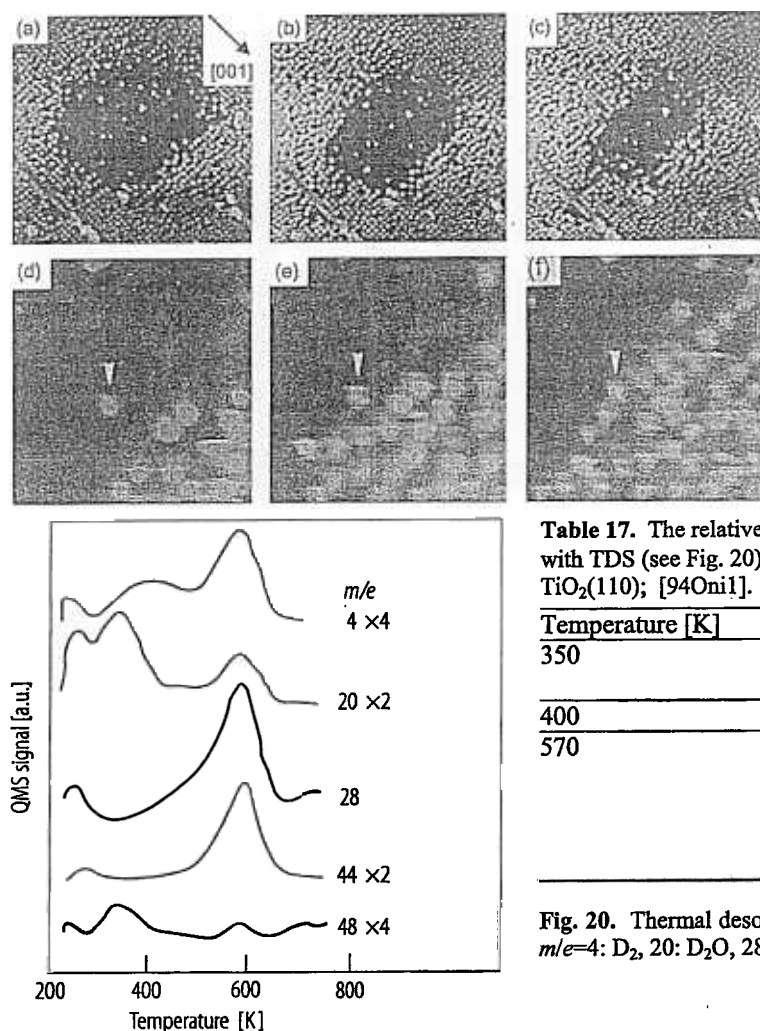 (a)
[001]
(b)
(c)
(d)
(e)
(f)
Table 17. The relative
with TDS (see Fig. 20)
TiO₂(110); [94Oni1].
Temperature [K]
350
400
570
QMS signal [a.u.]
m/e
4 ×4
20 ×2
28
44 ×2
48 ×4
200 400 600 800
Temperature [K]
Fig. 20. Thermal deso
m/e=4: D₂, 20: D₂O, 28